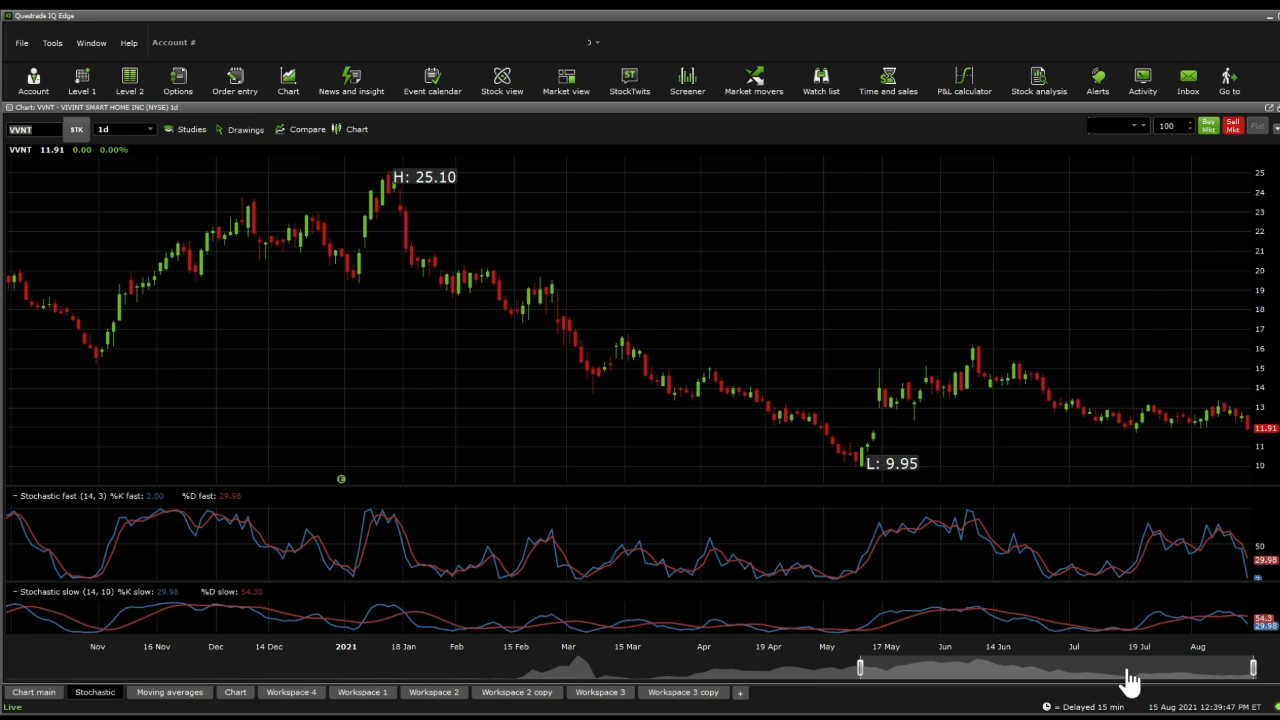 Questrade IQ Edge
File Tools Window Help Account #
Account Level 1 Level 2 Options Order entry Chart News and insight Event calendar Stock view Market view StockTwits Screener Market movers Watch list Time and sales P&L calculator Stock analysis Alerts Activity Inbox Go to
Chart: VVNT - VIVINT SMART HOME INC (NYSE) 1d
VVNT STK 1d Studies Drawings Compare Chart 100 Buy Mkt Sell Mkt Flat
VVNT 11.91 0.00 0.00%
H: 25.10
25
24
23
22
21
20
19
18
17
16
15
14
13
11.91
11
10
L: 9.95
E
− Stochastic fast (14, 3) %K fast: 2.00 %D fast: 29.98
50
29.98
2
− Stochastic slow (14, 10) %K slow: 29.98 %D slow: 54.30
54.3
29.98
Nov 16 Nov Dec 14 Dec 2021 18 Jan Feb 15 Feb Mar 15 Mar Apr 19 Apr May 17 May Jun 14 Jun Jul 19 Jul Aug
Chart main Stochastic Moving averages Chart Workspace 4 Workspace 1 Workspace 2 Workspace 2 copy Workspace 3 Workspace 3 copy +
Live = Delayed 15 min 15 Aug 2021 12:39:47 PM ET